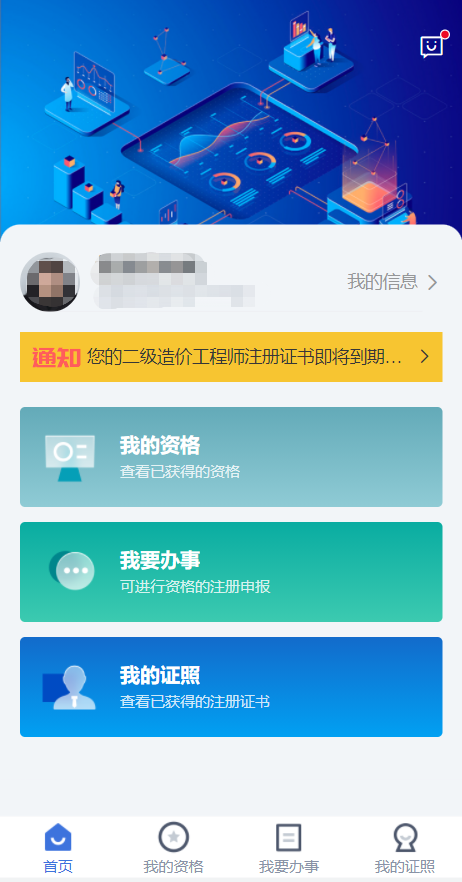 我的信息
通知 您的二级造价工程师注册证书即将到期...
我的资格
查看已获得的资格
我要办事
可进行资格的注册申报
我的证照
查看已获得的注册证书
首页 我的资格 我要办事 我的证照